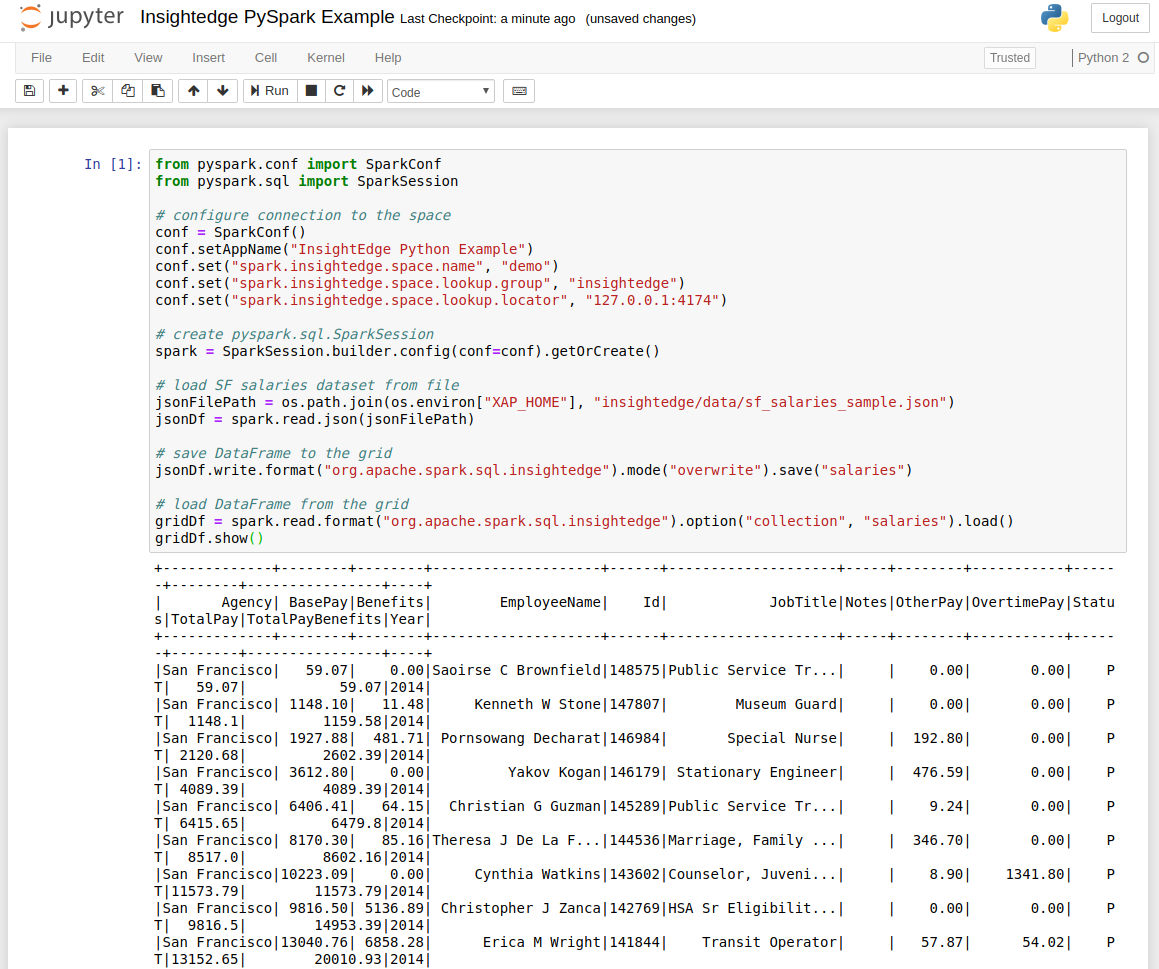 jupyter Insightedge PySpark Example Last Checkpoint: a minute ago (unsaved changes) Logout
File Edit View Insert Cell Kernel Help Trusted Python 2
Run Code
In [1]:
from pyspark.conf import SparkConf
from pyspark.sql import SparkSession

# configure connection to the space
conf = SparkConf()
conf.setAppName("InsightEdge Python Example")
conf.set("spark.insightedge.space.name", "demo")
conf.set("spark.insightedge.space.lookup.group", "insightedge")
conf.set("spark.insightedge.space.lookup.locator", "127.0.0.1:4174")

# create pyspark.sql.SparkSession
spark = SparkSession.builder.config(conf=conf).getOrCreate()

# load SF salaries dataset from file
jsonFilePath = os.path.join(os.environ["XAP_HOME"], "insightedge/data/sf_salaries_sample.json")
jsonDf = spark.read.json(jsonFilePath)

# save DataFrame to the grid
jsonDf.write.format("org.apache.spark.sql.insightedge").mode("overwrite").save("salaries")

# load DataFrame from the grid
gridDf = spark.read.format("org.apache.spark.sql.insightedge").option("collection", "salaries").load()
gridDf.show()
+-------------+--------+--------+--------------------+------+--------------------+-----+--------+-----------+-----
-+--------+----------------+----+
|       Agency| BasePay|Benefits|        EmployeeName|    Id|            JobTitle|Notes|OtherPay|OvertimePay|Statu
s|TotalPay|TotalPayBenefits|Year|
+-------------+--------+--------+--------------------+------+--------------------+-----+--------+-----------+-----
-+--------+----------------+----+
|San Francisco|   59.07|    0.00|Saoirse C Brownfield|148575|Public Service Tr...|     |    0.00|       0.00|    P
T|   59.07|           59.07|2014|
|San Francisco| 1148.10|   11.48|     Kenneth W Stone|147807|        Museum Guard|     |    0.00|       0.00|    P
T|  1148.1|         1159.58|2014|
|San Francisco| 1927.88|  481.71| Pornsowang Decharat|146984|       Special Nurse|     |  192.80|       0.00|    P
T| 2120.68|         2602.39|2014|
|San Francisco| 3612.80|    0.00|         Yakov Kogan|146179| Stationary Engineer|     |  476.59|       0.00|    P
T| 4089.39|         4089.39|2014|
|San Francisco| 6406.41|   64.15|  Christian G Guzman|145289|Public Service Tr...|     |    9.24|       0.00|    P
T| 6415.65|          6479.8|2014|
|San Francisco| 8170.30|   85.16|Theresa J De La F...|144536|Marriage, Family ...|     |  346.70|       0.00|    P
T|  8517.0|         8602.16|2014|
|San Francisco|10223.09|    0.00|     Cynthia Watkins|143602|Counselor, Juveni...|     |    8.90|    1341.80|    P
T|11573.79|        11573.79|2014|
|San Francisco| 9816.50| 5136.89| Christopher J Zanca|142769|HSA Sr Eligibilit...|     |    0.00|       0.00|    P
T|  9816.5|        14953.39|2014|
|San Francisco|13040.76| 6858.28|      Erica M Wright|141844|    Transit Operator|     |   57.87|      54.02|    P
T|13152.65|        20010.93|2014|